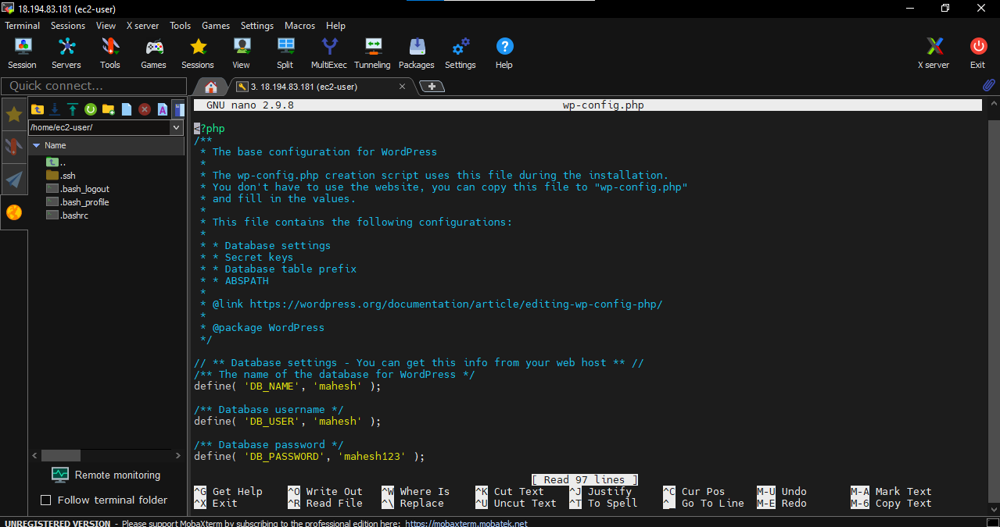 18.194.83.181 (ec2-user)
Terminal Sessions View X server Tools Games Settings Macros Help
Session Servers Tools Games Sessions View Split MultiExec Tunneling Packages Settings Help X server Exit
Quick connect...
3. 18.194.83.181 (ec2-user)
/home/ec2-user/
Name
..
.ssh
.bash_logout
.bash_profile
.bashrc
Remote monitoring
Follow terminal folder
GNU nano 2.9.8 wp-config.php
<?php
/**
* The base configuration for WordPress
*
* The wp-config.php creation script uses this file during the installation.
* You don't have to use the website, you can copy this file to "wp-config.php"
* and fill in the values.
*
* This file contains the following configurations:
*
* * Database settings
* * Secret keys
* * Database table prefix
* * ABSPATH
*
* @link https://wordpress.org/documentation/article/editing-wp-config-php/
*
* @package WordPress
*/
// ** Database settings - You can get this info from your web host ** //
/** The name of the database for WordPress */
define( 'DB_NAME', 'mahesh' );
/** Database username */
define( 'DB_USER', 'mahesh' );
/** Database password */
define( 'DB_PASSWORD', 'mahesh123' );
[ Read 97 lines ]
^G Get Help ^O Write Out ^W Where Is ^K Cut Text ^J Justify ^C Cur Pos M-U Undo M-A Mark Text
^X Exit ^R Read File ^\ Replace ^U Uncut Text ^T To Spell ^_ Go To Line M-E Redo M-6 Copy Text
UNREGISTERED VERSION - Please support MobaXterm by subscribing to the professional edition here: https://mobaxterm.mobatek.net